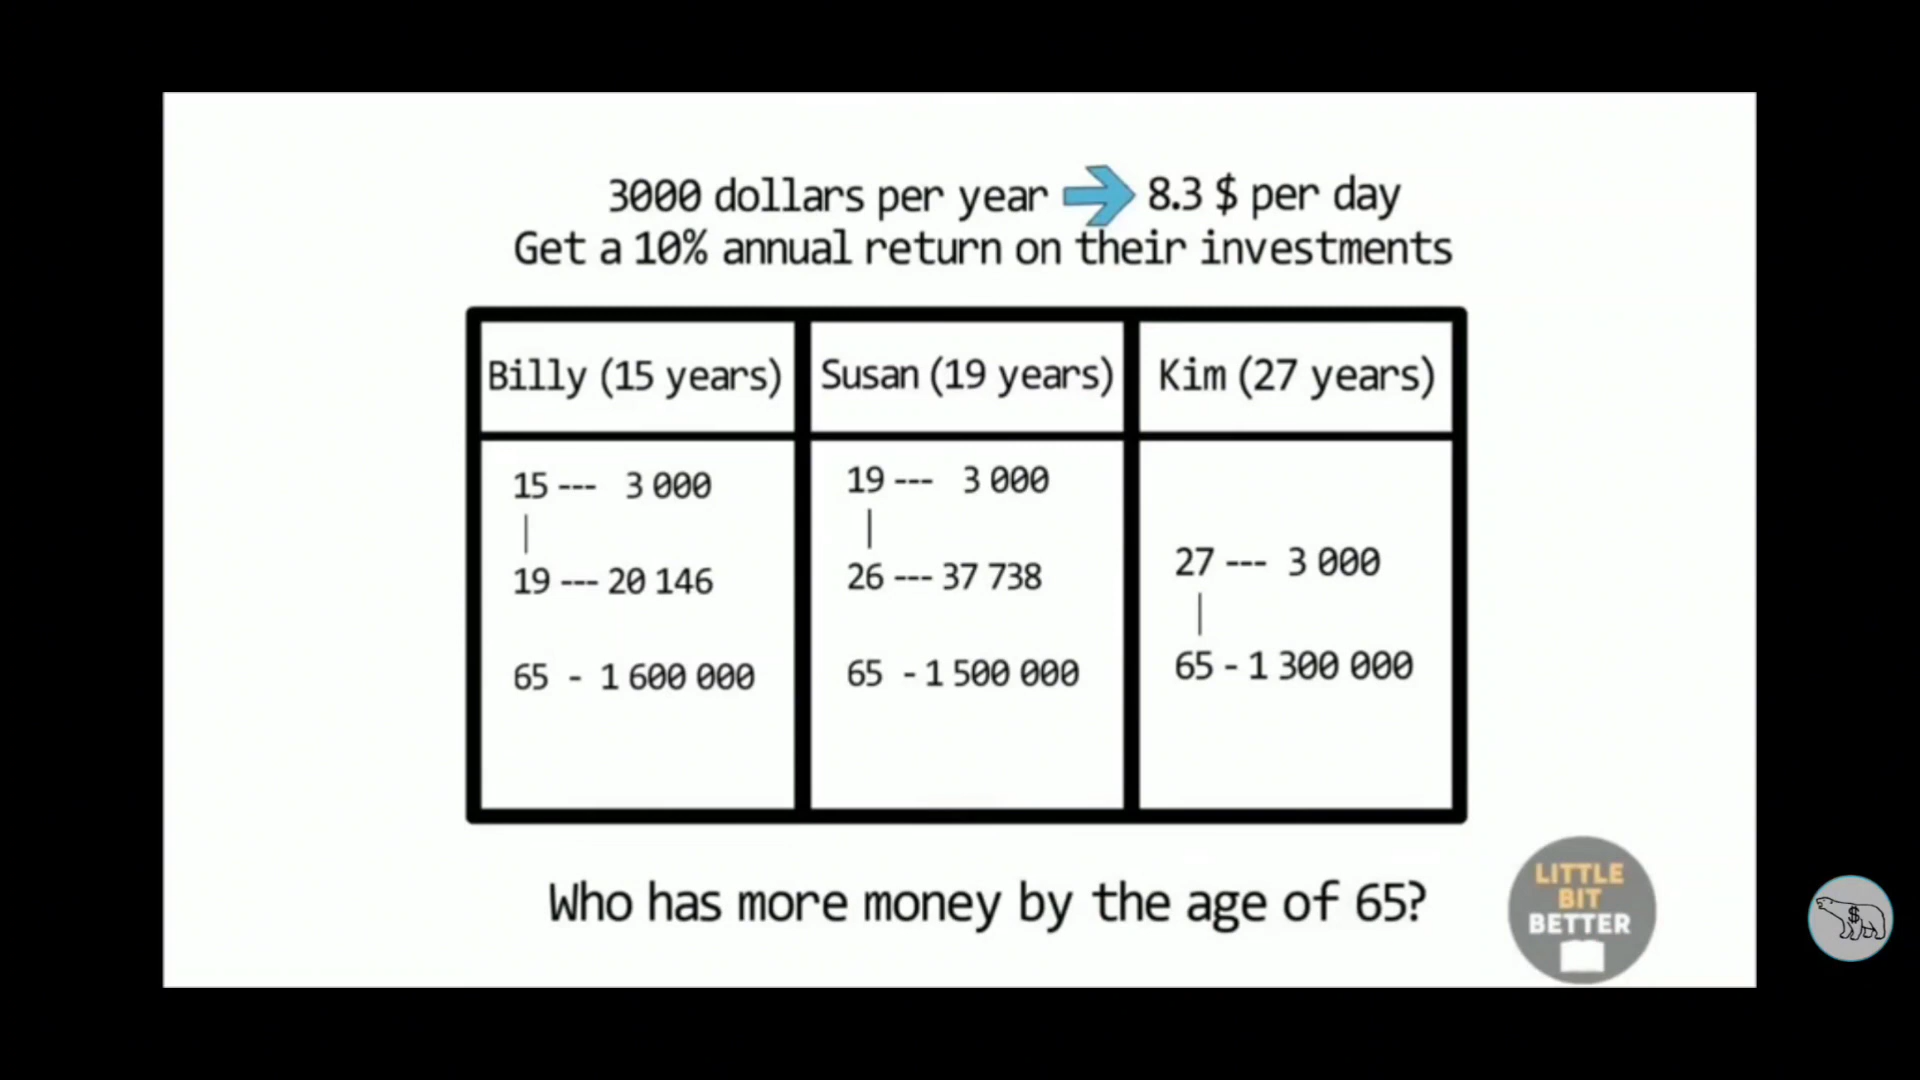 3000 dollars per year 8.3 $ per day
Get a 10% annual return on their investments
Billy (15 years)
Susan (19 years)
Kim (27 years)
15 --- 3 000
|
19 --- 20 146
65 - 1 600 000
19 --- 3 000
|
26 --- 37 738
65 - 1 500 000
27 --- 3 000
|
65 - 1 300 000
Who has more money by the age of 65?
LITTLE
BIT
BETTER
$